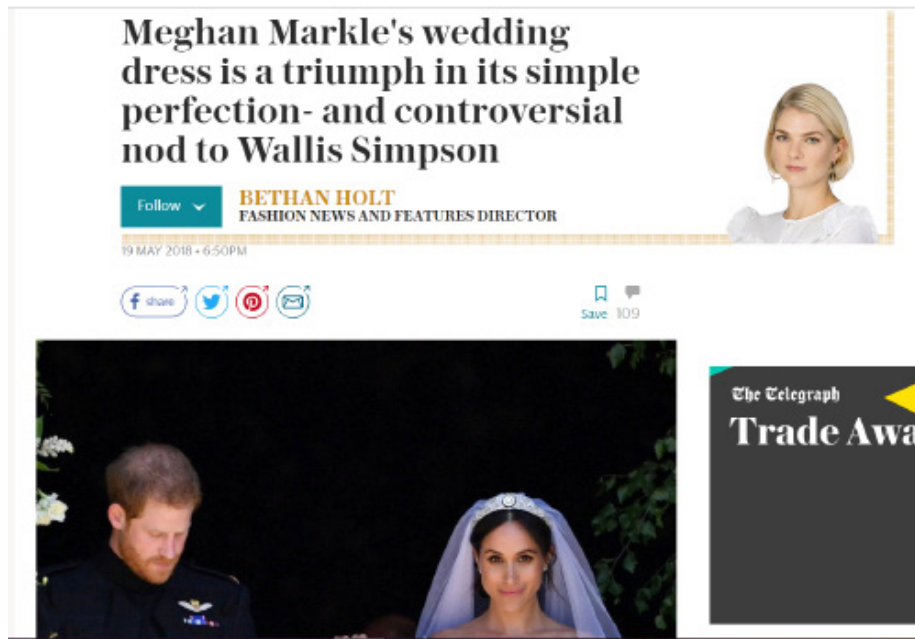 Meghan Markle's wedding
dress is a triumph in its simple
perfection- and controversial
nod to Wallis Simpson
Follow
BETHAN HOLT
FASHION NEWS AND FEATURES DIRECTOR
19 MAY 2018 • 6:50PM
share
Save 109
The Telegraph
Trade Awa